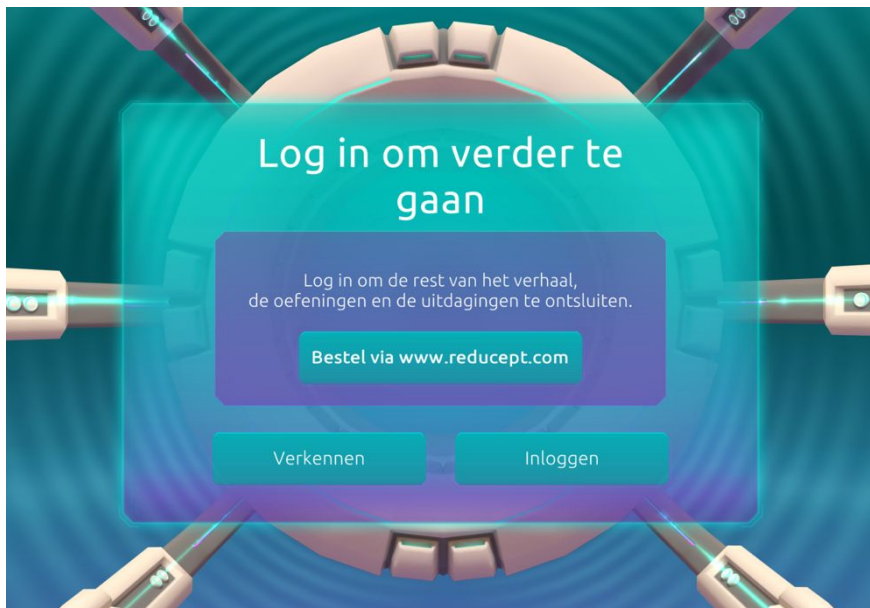 Log in om verder te
gaan
Log in om de rest van het verhaal,
de oefeningen en de uitdagingen te ontsluiten.
Bestel via www.reducept.com
Verkennen
Inloggen